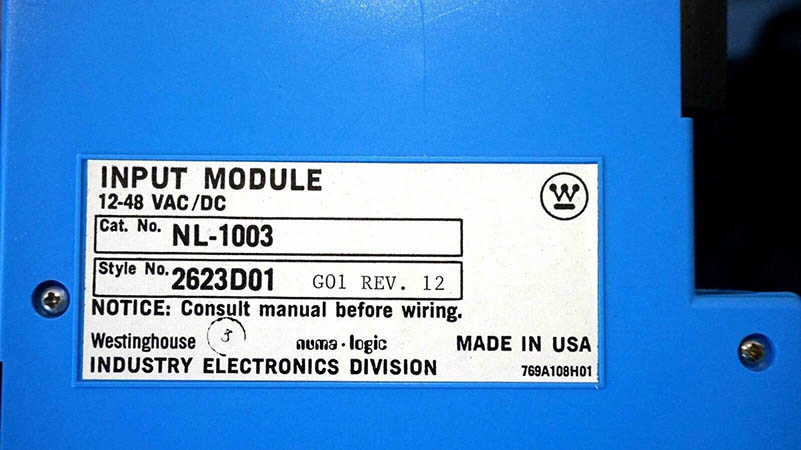 INPUT MODULE
12-48 VAC/DC
Cat. No. NL-1003
Style No. 2623D01 G01 REV. 12
NOTICE: Consult manual before wiring.
Westinghouse 5 numa·logic MADE IN USA
INDUSTRY ELECTRONICS DIVISION 769A108H01
W